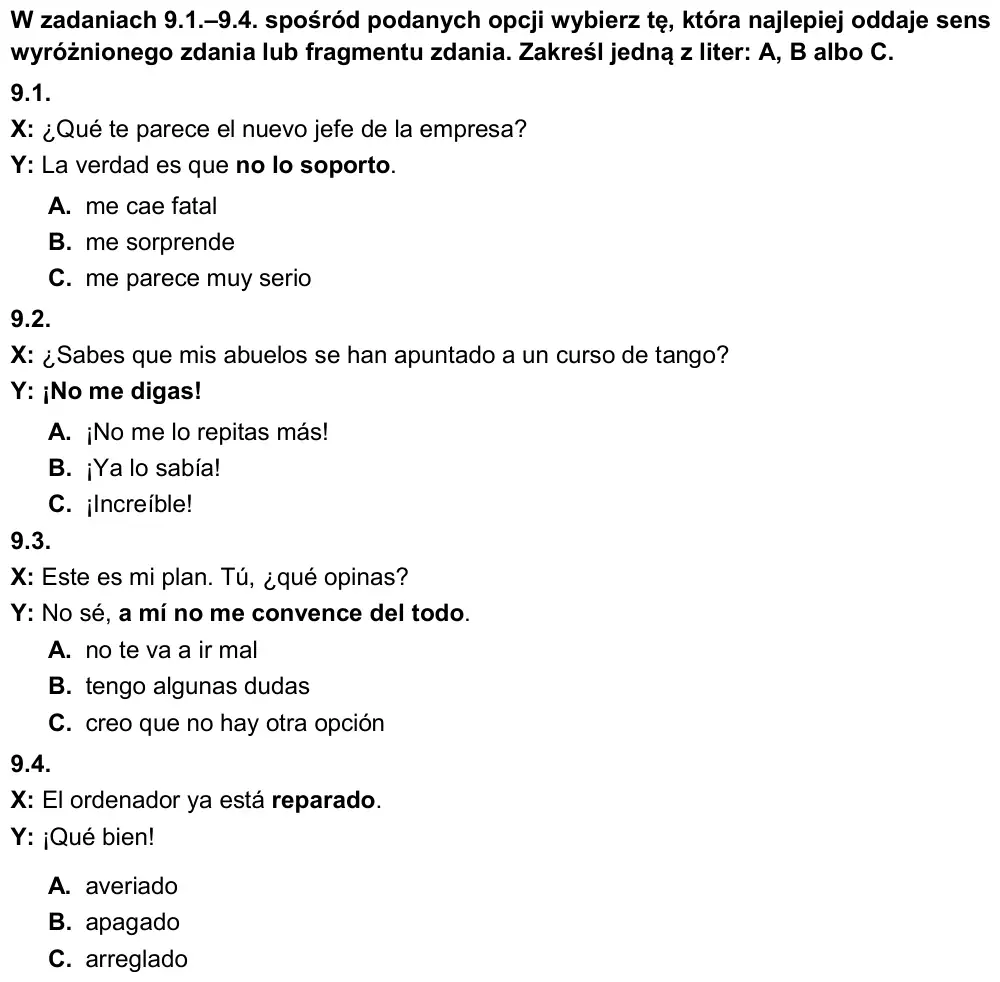 W zadaniach 9.1.–9.4. spośród podanych opcji wybierz tę, która najlepiej oddaje sens
wyróżnionego zdania lub fragmentu zdania. Zakreśl jedną z liter: A, B albo C.
9.1.
X: ¿Qué te parece el nuevo jefe de la empresa?
Y: La verdad es que no lo soporto.
A. me cae fatal
B. me sorprende
C. me parece muy serio
9.2.
X: ¿Sabes que mis abuelos se han apuntado a un curso de tango?
Y: ¡No me digas!
A. ¡No me lo repitas más!
B. ¡Ya lo sabía!
C. ¡Increíble!
9.3.
X: Este es mi plan. Tú, ¿qué opinas?
Y: No sé, a mí no me convence del todo.
A. no te va a ir mal
B. tengo algunas dudas
C. creo que no hay otra opción
9.4.
X: El ordenador ya está reparado.
Y: ¡Qué bien!
A. averiado
B. apagado
C. arreglado